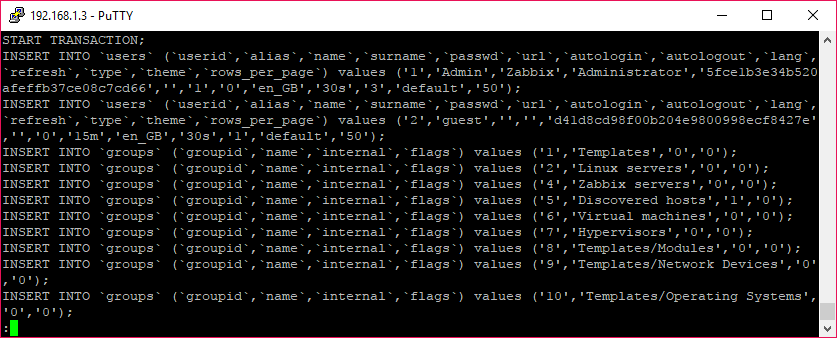 192.168.1.3 - PuTTY
START TRANSACTION;
INSERT INTO `users` (`userid`,`alias`,`name`,`surname`,`passwd`,`url`,`autologin`,`autologout`,`lang`,
`refresh`,`type`,`theme`,`rows_per_page`) values ('1','Admin','Zabbix','Administrator','5fce1b3e34b520
afeffb37ce08c7cd66','','1','0','en_GB','30s','3','default','50');
INSERT INTO `users` (`userid`,`alias`,`name`,`surname`,`passwd`,`url`,`autologin`,`autologout`,`lang`,
`refresh`,`type`,`theme`,`rows_per_page`) values ('2','guest','','','d41d8cd98f00b204e9800998ecf8427e'
,'','0','15m','en_GB','30s','1','default','50');
INSERT INTO `groups` (`groupid`,`name`,`internal`,`flags`) values ('1','Templates','0','0');
INSERT INTO `groups` (`groupid`,`name`,`internal`,`flags`) values ('2','Linux servers','0','0');
INSERT INTO `groups` (`groupid`,`name`,`internal`,`flags`) values ('4','Zabbix servers','0','0');
INSERT INTO `groups` (`groupid`,`name`,`internal`,`flags`) values ('5','Discovered hosts','1','0');
INSERT INTO `groups` (`groupid`,`name`,`internal`,`flags`) values ('6','Virtual machines','0','0');
INSERT INTO `groups` (`groupid`,`name`,`internal`,`flags`) values ('7','Hypervisors','0','0');
INSERT INTO `groups` (`groupid`,`name`,`internal`,`flags`) values ('8','Templates/Modules','0','0');
INSERT INTO `groups` (`groupid`,`name`,`internal`,`flags`) values ('9','Templates/Network Devices','0'
,'0');
INSERT INTO `groups` (`groupid`,`name`,`internal`,`flags`) values ('10','Templates/Operating Systems',
'0','0');
: